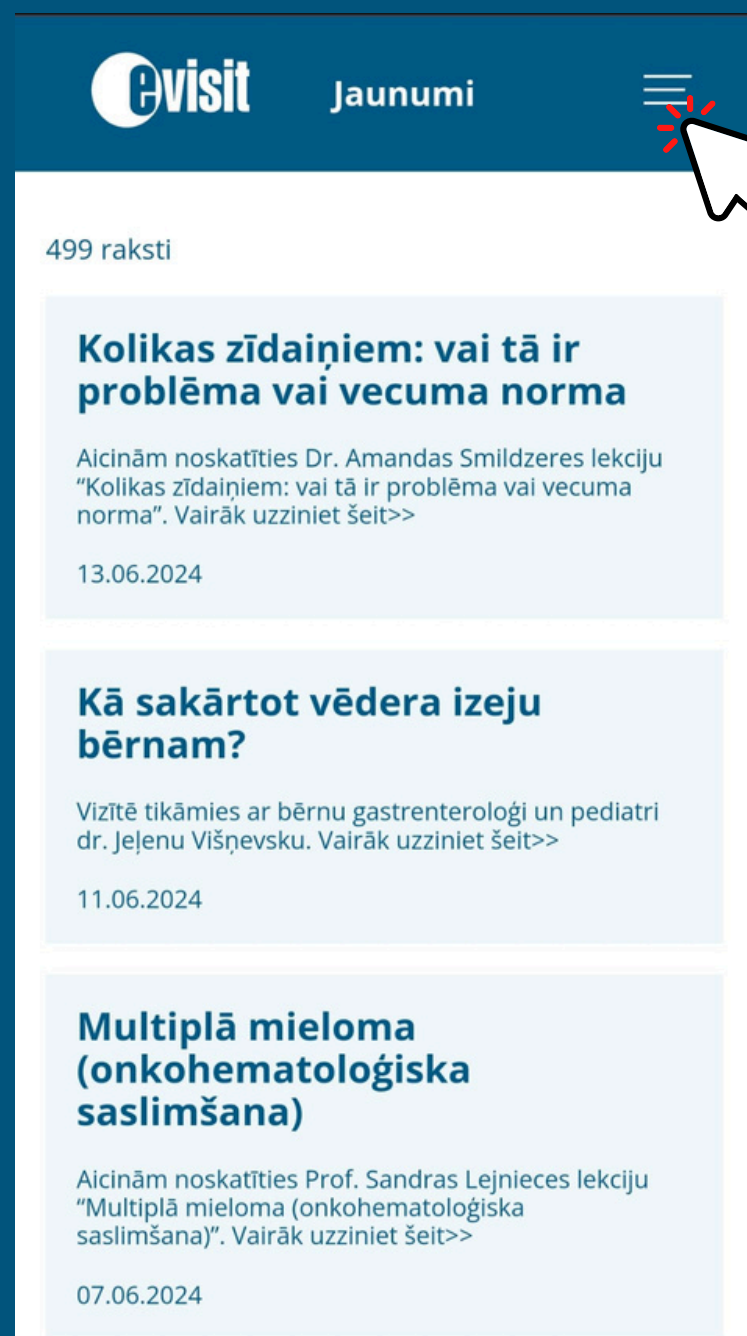 evisit
Jaunumi
499 raksti
Kolikas zīdaiņiem: vai tā ir
problēma vai vecuma norma
Aicinām noskatīties Dr. Amandas Smildzeres lekciju
“Kolikas zīdaiņiem: vai tā ir problēma vai vecuma
norma”. Vairāk uzziniet šeit>>
13.06.2024
Kā sakārtot vēdera izeju
bērnam?
Vizītē tikāmies ar bērnu gastrenteroloģi un pediatri
dr. Jeļenu Višņevsku. Vairāk uzziniet šeit>>
11.06.2024
Multiplā mieloma
(onkohematoloģiska
saslimšana)
Aicinām noskatīties Prof. Sandras Lejnieces lekciju
“Multiplā mieloma (onkohematoloģiska
saslimšana)”. Vairāk uzziniet šeit>>
07.06.2024